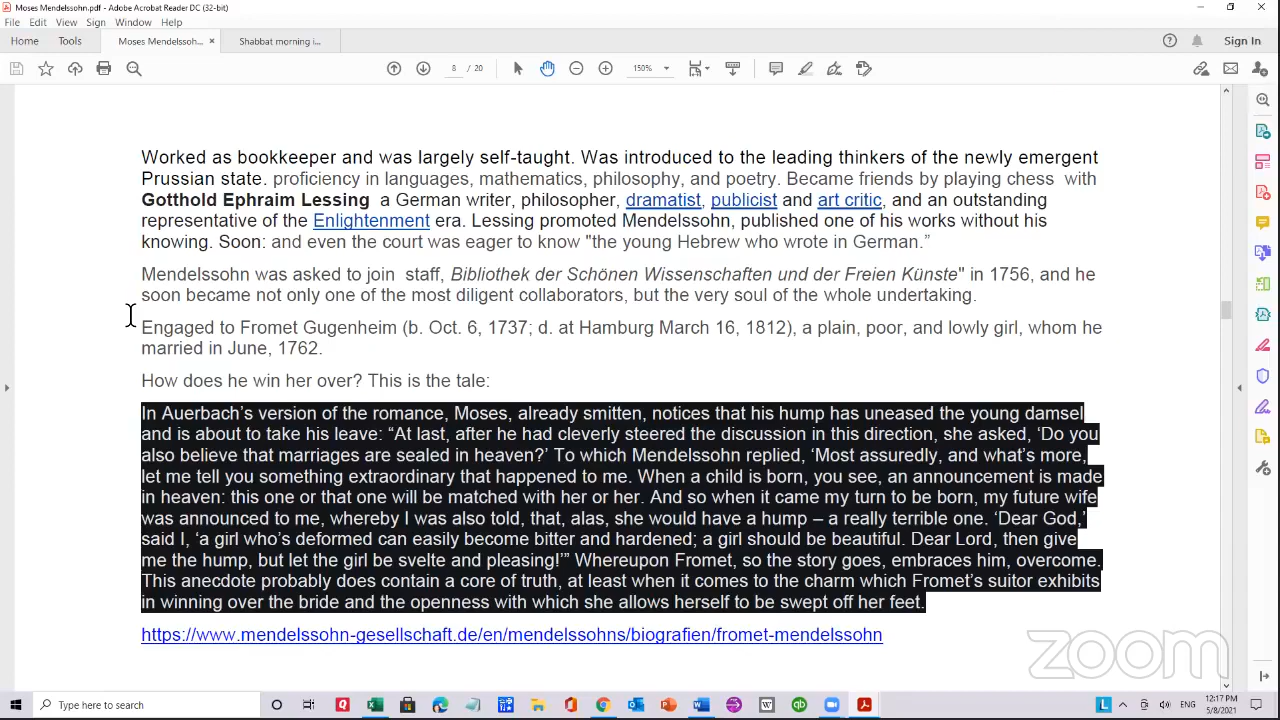 Moses Mendelssohn.pdf - Adobe Acrobat Reader DC (32-bit)
File Edit View Sign Window Help
Home Tools Moses Mendelssoh... × Shabbat morning i... Sign In
8 / 20 150%
Worked as bookkeeper and was largely self-taught. Was introduced to the leading thinkers of the newly emergent
Prussian state. proficiency in languages, mathematics, philosophy, and poetry. Became friends by playing chess with
Gotthold Ephraim Lessing a German writer, philosopher, dramatist, publicist and art critic, and an outstanding
representative of the Enlightenment era. Lessing promoted Mendelssohn, published one of his works without his
knowing. Soon: and even the court was eager to know "the young Hebrew who wrote in German.”
Mendelssohn was asked to join staff, Bibliothek der Schönen Wissenschaften und der Freien Künste" in 1756, and he
soon became not only one of the most diligent collaborators, but the very soul of the whole undertaking.
Engaged to Fromet Gugenheim (b. Oct. 6, 1737; d. at Hamburg March 16, 1812), a plain, poor, and lowly girl, whom he
married in June, 1762.
How does he win her over? This is the tale:
In Auerbach’s version of the romance, Moses, already smitten, notices that his hump has uneased the young damsel
and is about to take his leave: “At last, after he had cleverly steered the discussion in this direction, she asked, ‘Do you
also believe that marriages are sealed in heaven?’ To which Mendelssohn replied, ‘Most assuredly, and what’s more,
let me tell you something extraordinary that happened to me. When a child is born, you see, an announcement is made
in heaven: this one or that one will be matched with her or her. And so when it came my turn to be born, my future wife
was announced to me, whereby I was also told, that, alas, she would have a hump – a really terrible one. ‘Dear God,’
said I, ‘a girl who’s deformed can easily become bitter and hardened; a girl should be beautiful. Dear Lord, then give
me the hump, but let the girl be svelte and pleasing!’” Whereupon Fromet, so the story goes, embraces him, overcome.
This anecdote probably does contain a core of truth, at least when it comes to the charm which Fromet’s suitor exhibits
in winning over the bride and the openness with which she allows herself to be swept off her feet.
https://www.mendelssohn-gesellschaft.de/en/mendelssohns/biografien/fromet-mendelssohn
zoom
Type here to search
ENG
12:17 PM
5/8/2021